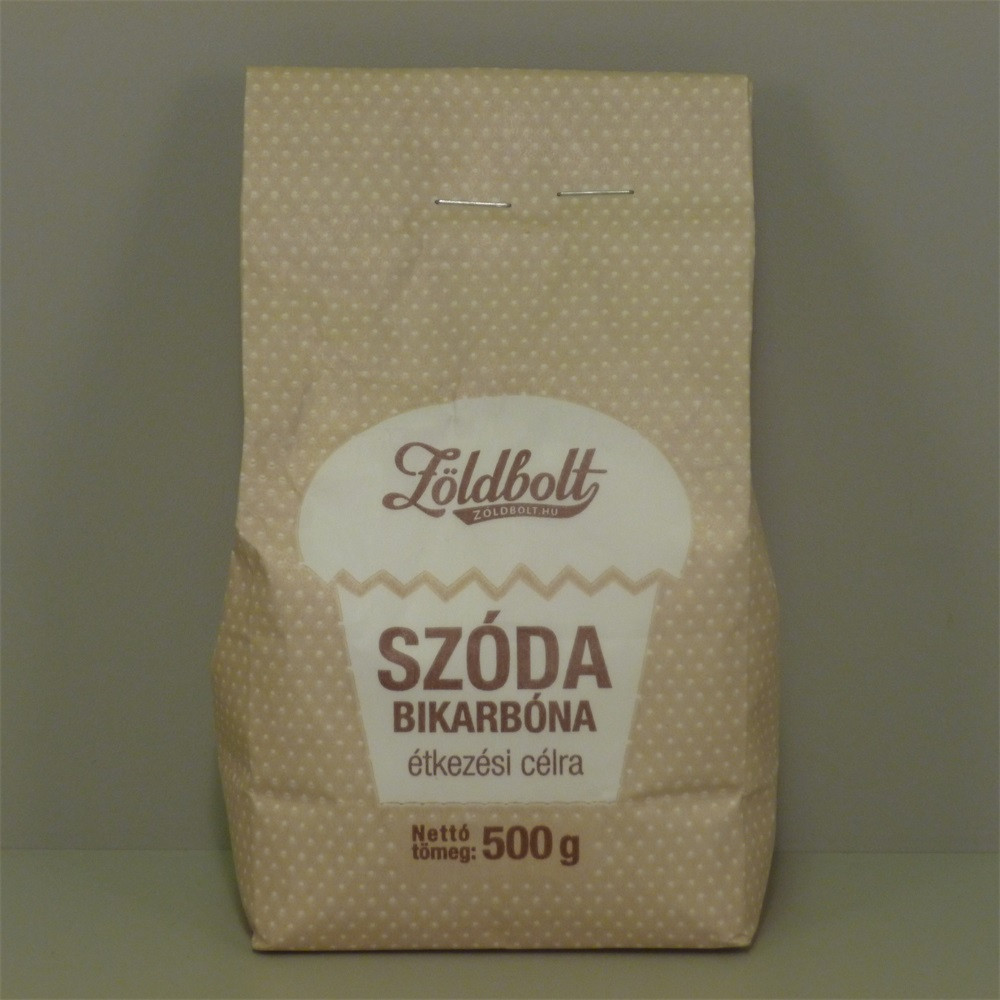 Zöldbolt
ZOLDBOLT.HU
SZÓDA
BIKARBÓNA
étkezési célra
Nettó
tömeg: 500 g